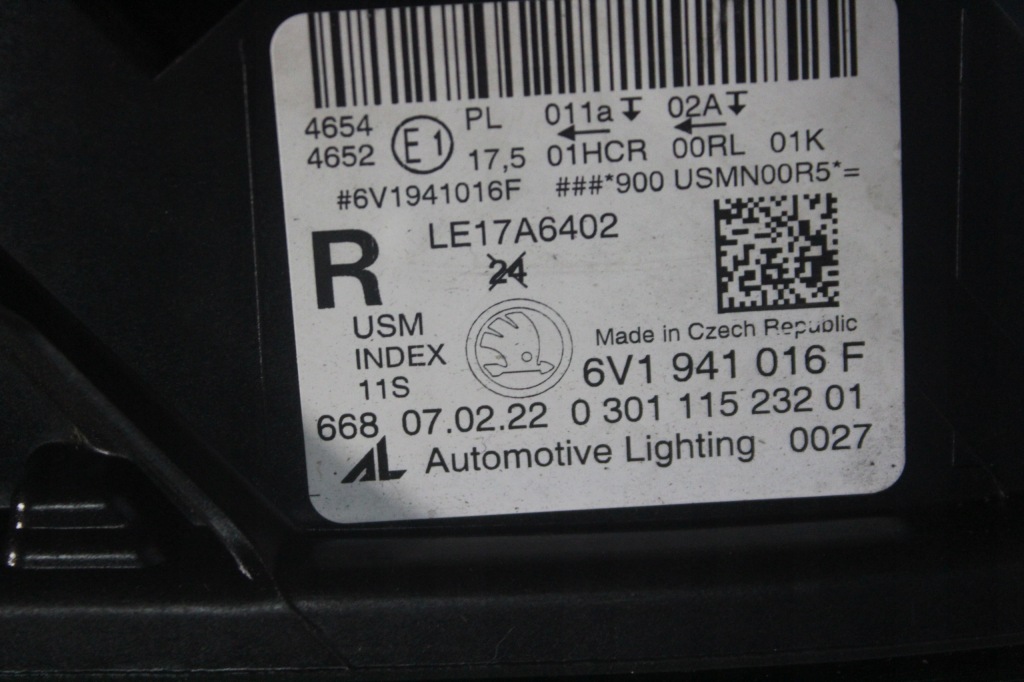 4654 E1 PL 011a 02A
4652 17,5 01HCR 00RL 01K
#6V1941016F ###*900 USMN00R5*=
R LE17A6402
24
USM
INDEX
11S
Made in Czech Republic
6V1 941 016 F
668 07.02.22 0 301 115 232 01
AL Automotive Lighting 0027